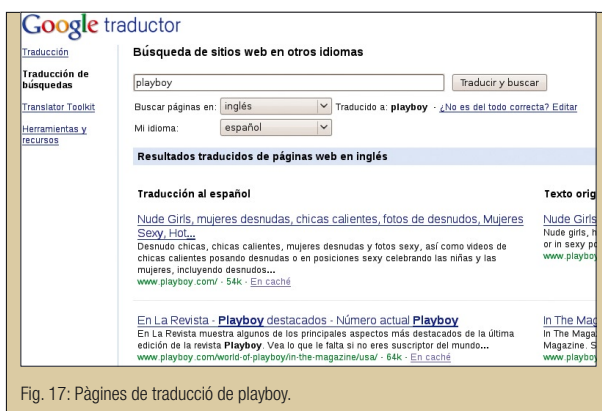 Google traductor
Traducción
Traducción de
búsquedas
Translator Toolkit
Herramientas y
recursos
Búsqueda de sitios web en otros idiomas
playboy
Traducir y buscar
Buscar páginas en: inglés Traducido a: playboy - ¿No es del todo correcta? Editar
Mi idioma: español
Resultados traducidos de páginas web en inglés
Traducción al español
Nude Girls, mujeres desnudas, chicas calientes, fotos de desnudos, Mujeres
Sexy, Hot...
Desnudo chicas, chicas calientes, mujeres desnudas y fotos sexy, así como videos de
chicas calientes posando desnudas o en posiciones sexy celebrando las niñas y las
mujeres, incluyendo desnudos...
www.playboy.com/ - 54k - En caché
En La Revista - Playboy destacados - Número actual Playboy
En La Revista muestra algunos de los principales aspectos más destacados de la última
edición de la revista Playboy. Vea lo que le falta si no eres suscriptor del mundo...
www.playboy.com/world-of-playboy/in-the-magazine/usa/ - 64k - En caché
Texto orig
Nude Girls
Nude girls, h
or in sexy po
www.playboy
In The Mag
In The Maga
Magazine. S
www.playboy
Fig. 17: Pàgines de traducció de playboy.